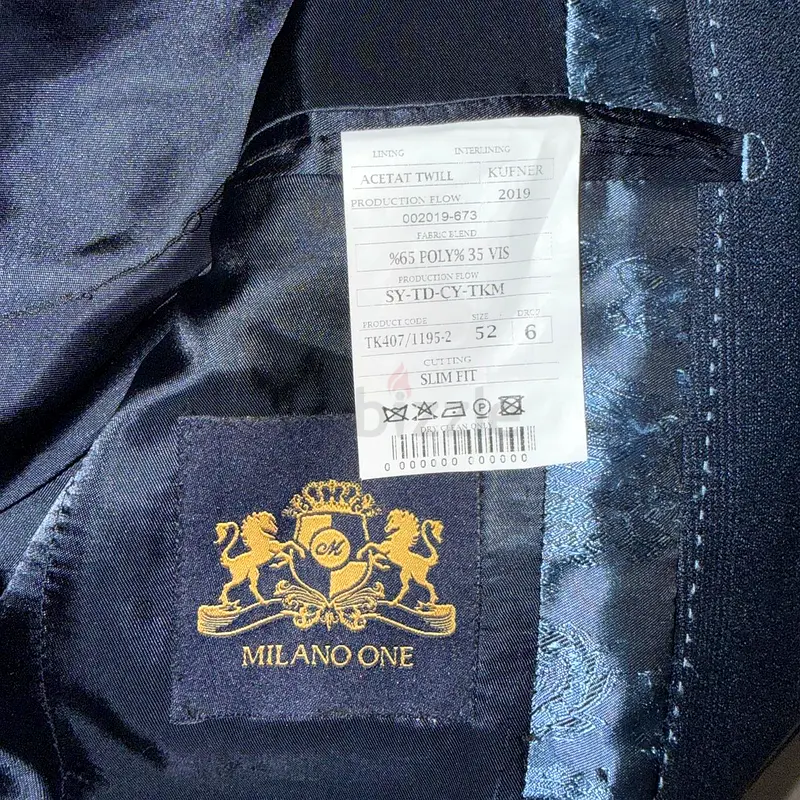 LINING INTERLINING
ACETAT TWILL KUFNER
PRODUCTION FLOW 2019
002019-673
FABRIC BLEND
%65 POLY% 35 VIS
PRODUCTION FLOW
SY-TD-CY-TKM
PRODUCT CODE SIZE DROP
TK407/1195-2 52 6
CUTTING
SLIM FIT
DRY CLEAN ONLY
0 000000 000000
CM
MILANO ONE